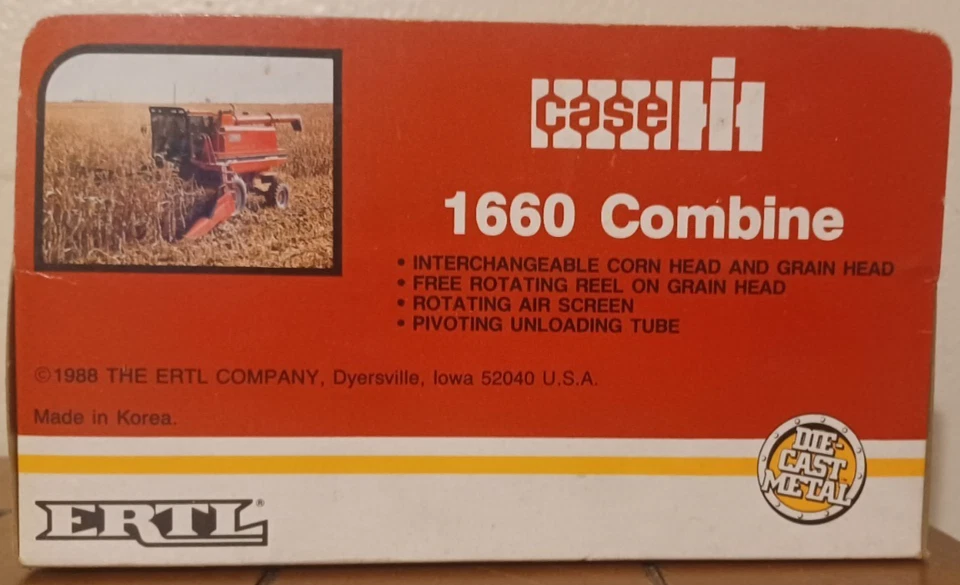 case IH
1660 Combine
• INTERCHANGEABLE CORN HEAD AND GRAIN HEAD
• FREE ROTATING REEL ON GRAIN HEAD
• ROTATING AIR SCREEN
• PIVOTING UNLOADING TUBE
©1988 THE ERTL COMPANY, Dyersville, Iowa 52040 U.S.A.
Made in Korea.
DIE-
CAST
METAL
ERTL®